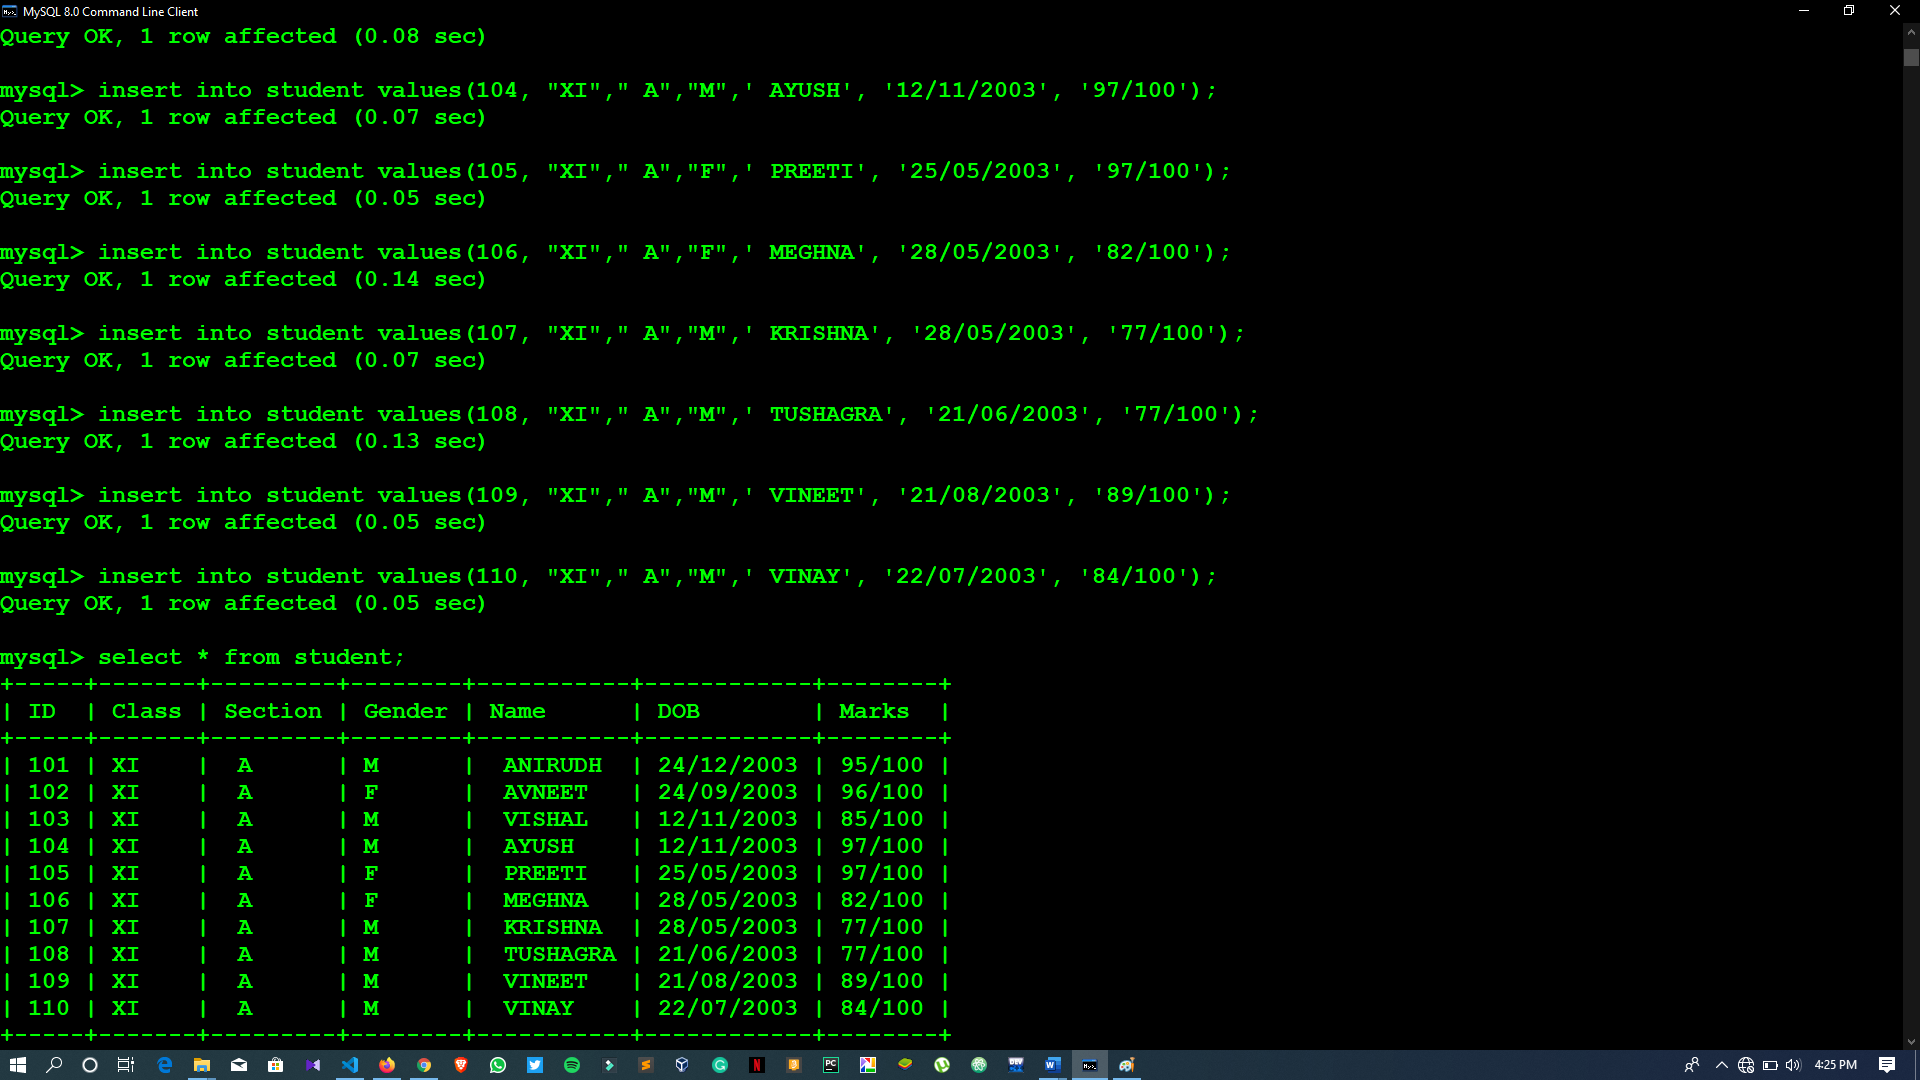 MySQL 8.0 Command Line Client
Query OK, 1 row affected (0.08 sec)
mysql> insert into student values(104, "XI"," A","M",' AYUSH', '12/11/2003', '97/100');
Query OK, 1 row affected (0.07 sec)
mysql> insert into student values(105, "XI"," A","F",' PREETI', '25/05/2003', '97/100');
Query OK, 1 row affected (0.05 sec)
mysql> insert into student values(106, "XI"," A","F",' MEGHNA', '28/05/2003', '82/100');
Query OK, 1 row affected (0.14 sec)
mysql> insert into student values(107, "XI"," A","M",' KRISHNA', '28/05/2003', '77/100');
Query OK, 1 row affected (0.07 sec)
mysql> insert into student values(108, "XI"," A","M",' TUSHAGRA', '21/06/2003', '77/100');
Query OK, 1 row affected (0.13 sec)
mysql> insert into student values(109, "XI"," A","M",' VINEET', '21/08/2003', '89/100');
Query OK, 1 row affected (0.05 sec)
mysql> insert into student values(110, "XI"," A","M",' VINAY', '22/07/2003', '84/100');
Query OK, 1 row affected (0.05 sec)
mysql> select * from student;
+-----+-------+---------+--------+-----------+------------+--------+
| ID  | Class | Section | Gender | Name      | DOB        | Marks  |
+-----+-------+---------+--------+-----------+------------+--------+
| 101 | XI    |  A      | M      |  ANIRUDH  | 24/12/2003 | 95/100 |
| 102 | XI    |  A      | F      |  AVNEET   | 24/09/2003 | 96/100 |
| 103 | XI    |  A      | M      |  VISHAL   | 12/11/2003 | 85/100 |
| 104 | XI    |  A      | M      |  AYUSH    | 12/11/2003 | 97/100 |
| 105 | XI    |  A      | F      |  PREETI   | 25/05/2003 | 97/100 |
| 106 | XI    |  A      | F      |  MEGHNA   | 28/05/2003 | 82/100 |
| 107 | XI    |  A      | M      |  KRISHNA  | 28/05/2003 | 77/100 |
| 108 | XI    |  A      | M      |  TUSHAGRA | 21/06/2003 | 77/100 |
| 109 | XI    |  A      | M      |  VINEET   | 21/08/2003 | 89/100 |
| 110 | XI    |  A      | M      |  VINAY    | 22/07/2003 | 84/100 |
+-----+-------+---------+--------+-----------+------------+--------+
4:25 PM